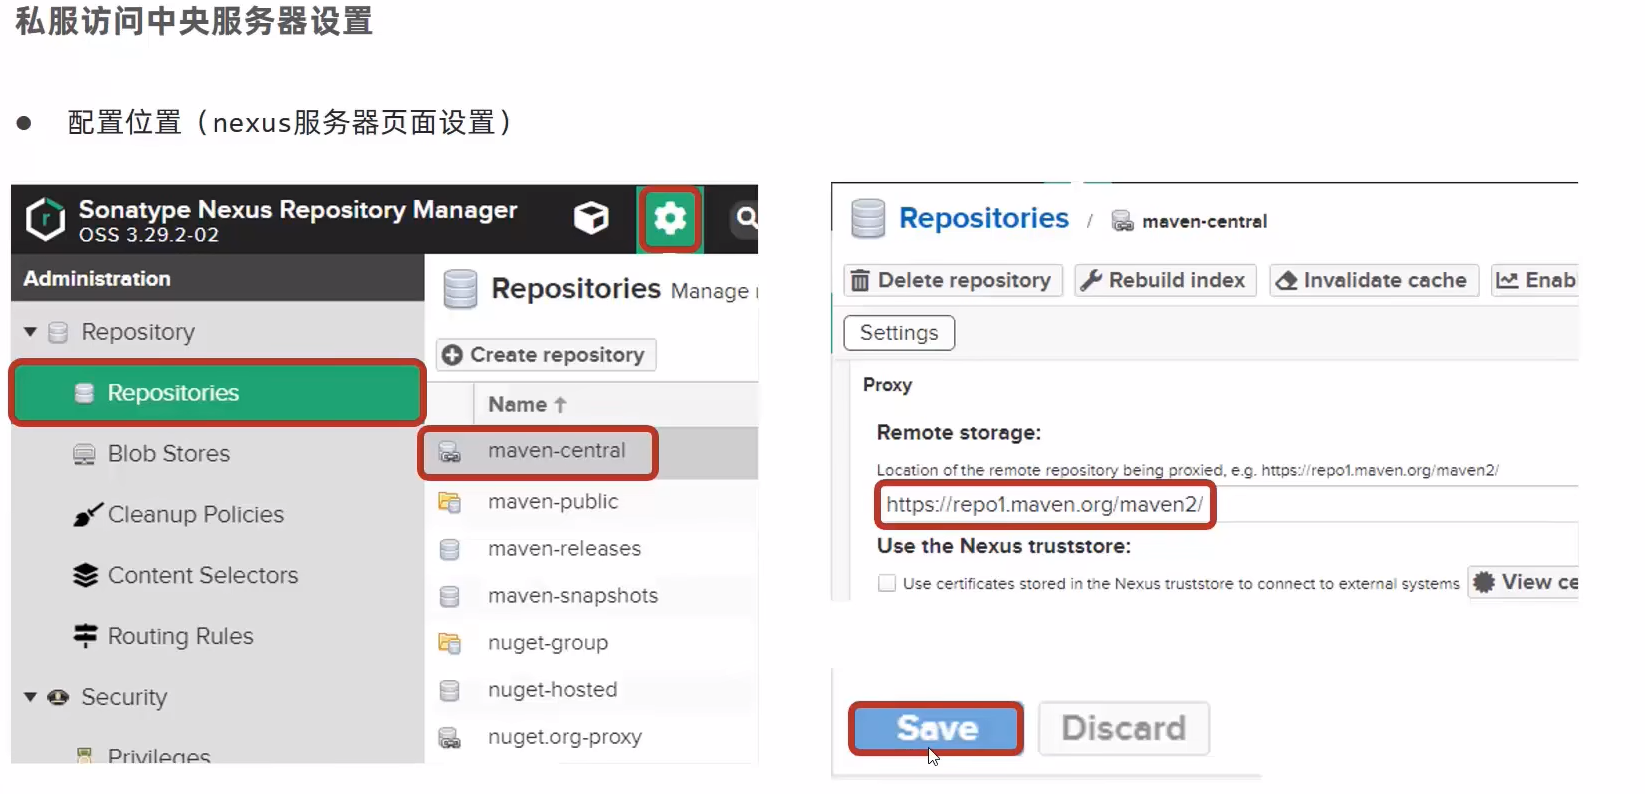 私服访问中央服务器设置
● 配置位置（nexus服务器页面设置）
Sonatype Nexus Repository Manager
OSS 3.29.2-02
Administration
Repository
Repositories
Blob Stores
Cleanup Policies
Content Selectors
Routing Rules
Security
Privileges
Repositories Manage r
Create repository
Name ↑
maven-central
maven-public
maven-releases
maven-snapshots
nuget-group
nuget-hosted
nuget.org-proxy
Repositories / maven-central
Delete repository Rebuild index Invalidate cache Enab
Settings
Proxy
Remote storage:
Location of the remote repository being proxied, e.g. https://repo1.maven.org/maven2/
https://repo1.maven.org/maven2/
Use the Nexus truststore:
Use certificates stored in the Nexus truststore to connect to external systems View ce
Save Discard